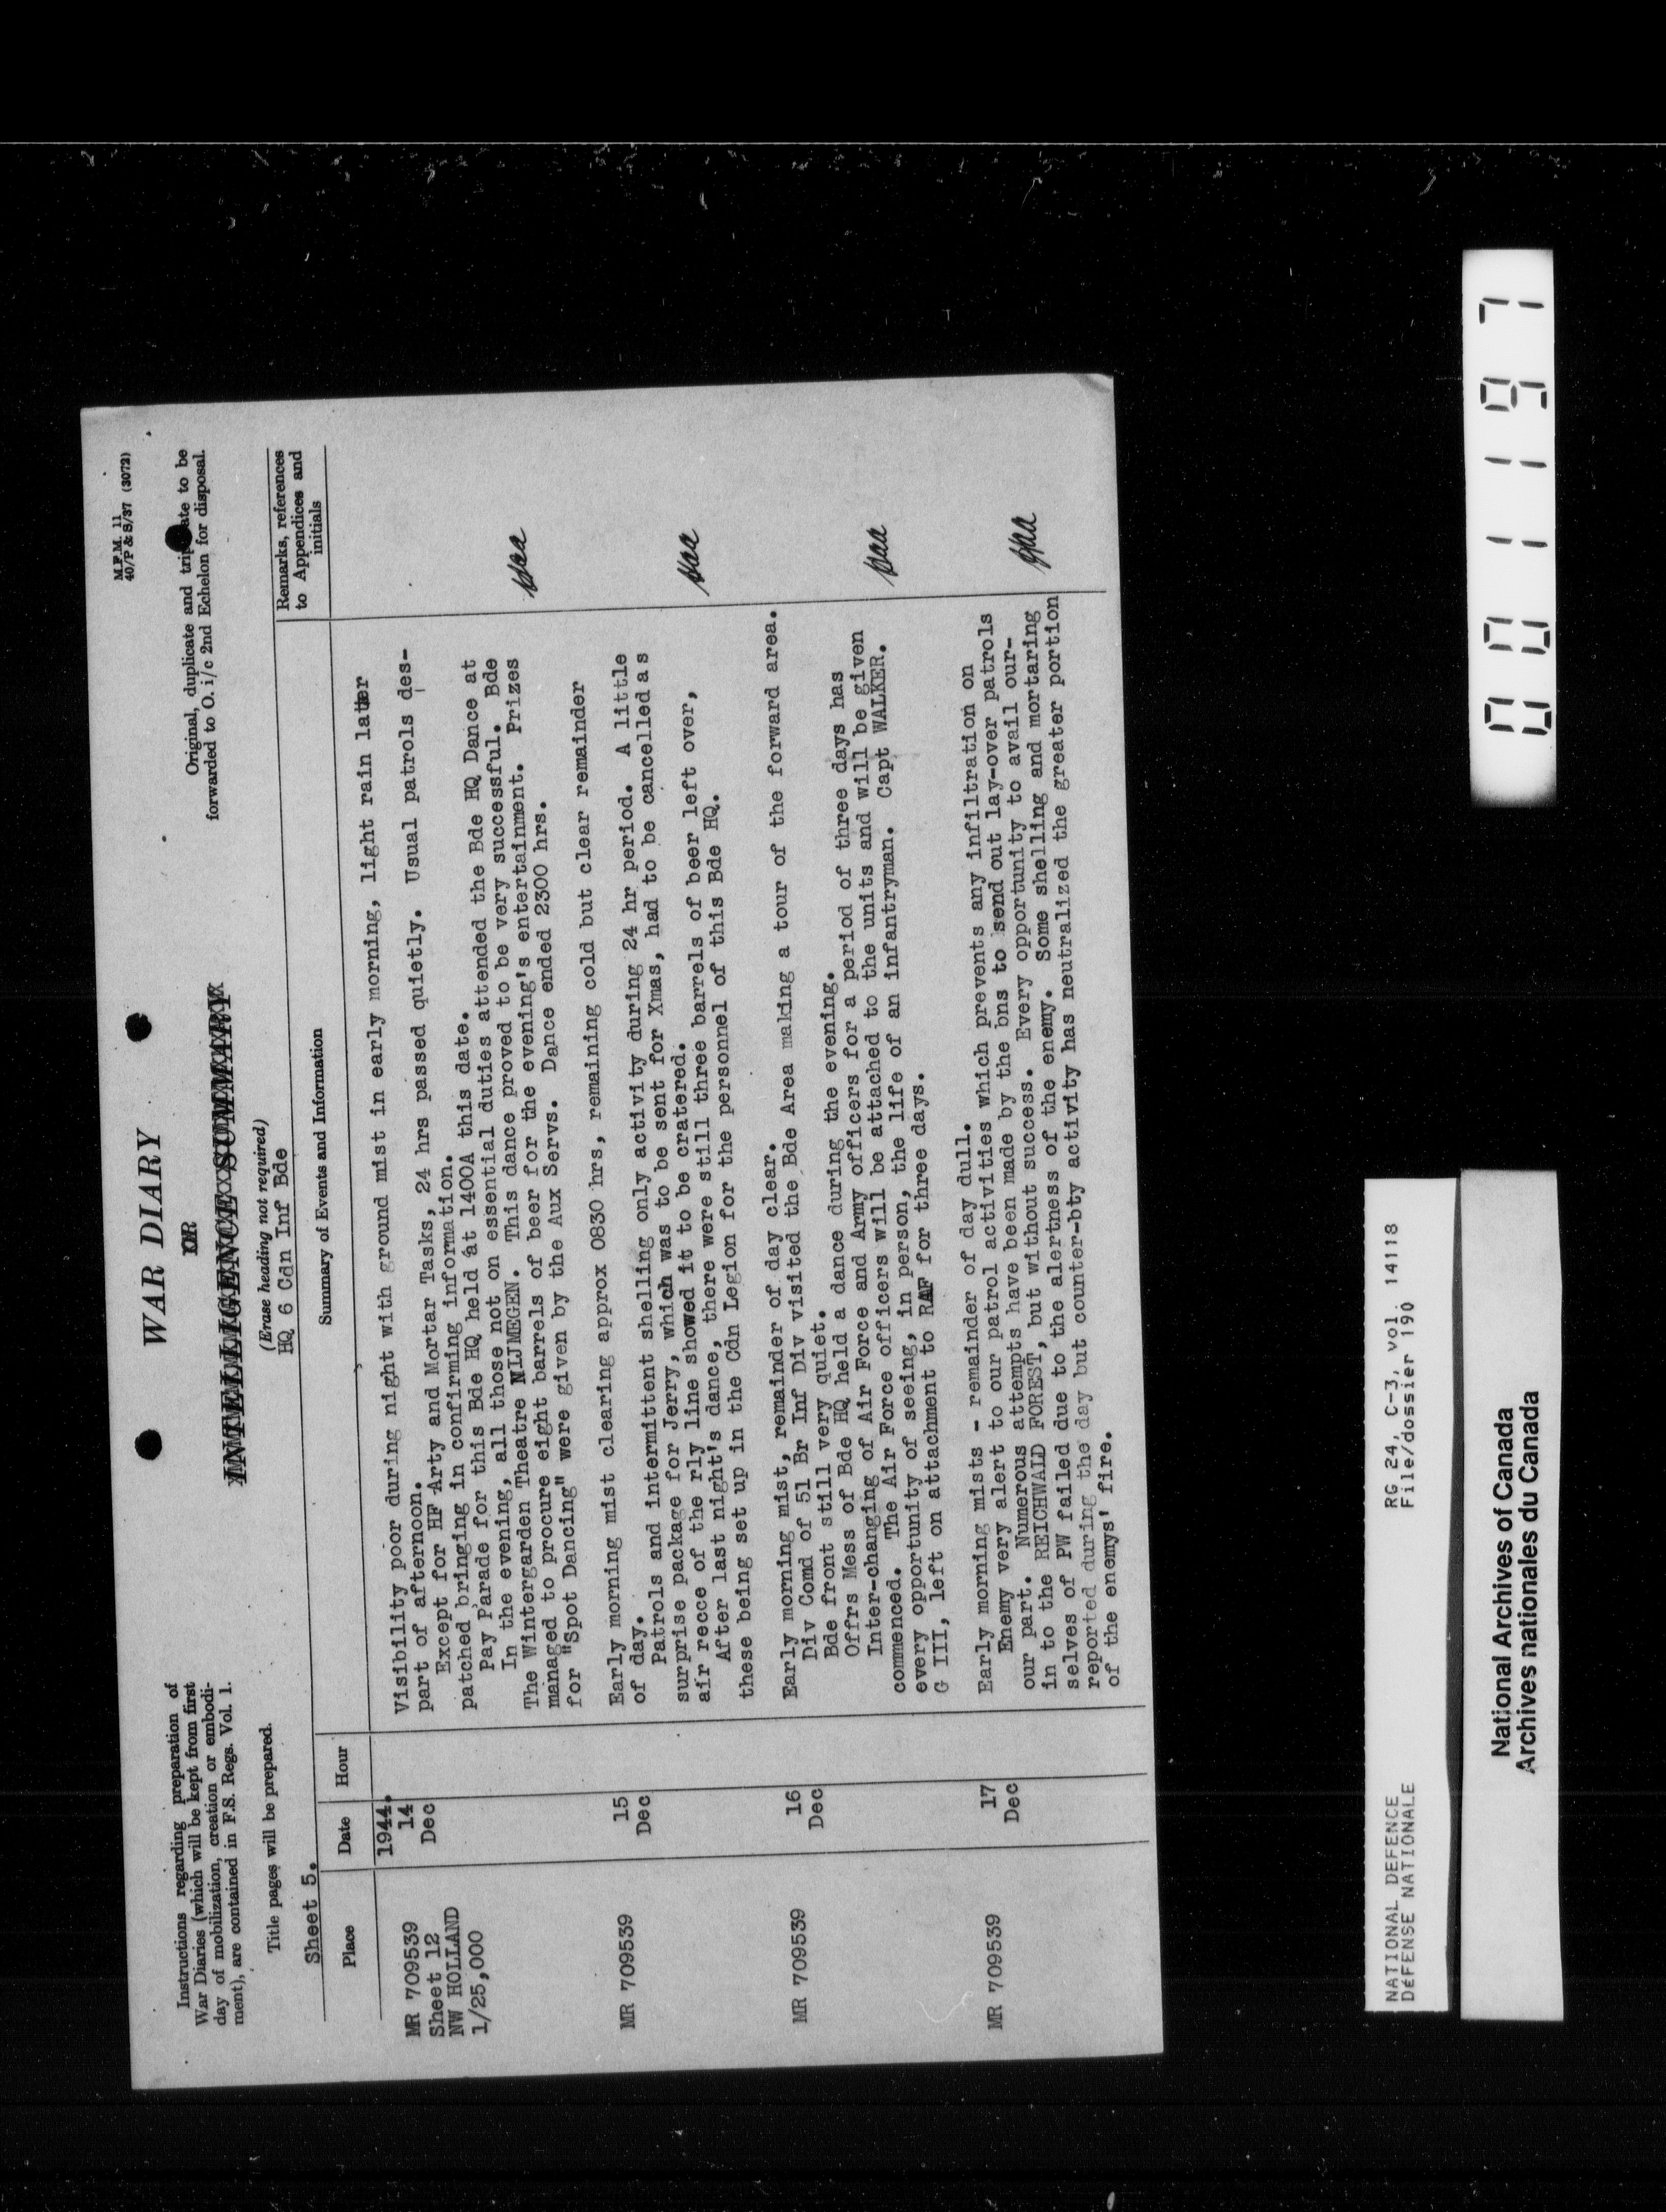 M.F.M. 11
40/P & S/37 (3072)
Instructions regarding preparation of
War Diaries (which will be kept from first
day of mobilization, creation or embodi-
ment), are contained in F.S. Regs. Vol. 1.
Title pages will be prepared.
WAR DIARY
OR
INTELLIGENCE SUMMARY
(Erase heading not required)
HQ 6 Cdn Inf Bde
Original, duplicate and to be
forwarded to O. i/c 2nd Echelon for disposal.
Sheet 5.
Place Date Hour Summary of Events and Information Remarks, references to Appendices and initials
1944.
MR 709539
Sheet 12
NW HOLLAND
1/25,000
14
Dec
Visibility poor during night with ground mist in early morning, light rain latter
part of afternoon.
Except for HF Arty and Mortar Tasks, 24 hrs passed quietly. Usual patrols des-
patched bringing in confirming information.
Pay Parade for this Bde HQ held at 1400A this date.
In the evening, all those not on essential duties attended the Bde HQ Dance at
The Wintergarden Theatre NIJMEGEN. This dance proved to be very successful. Bde
managed to procure eight barrels of beer for the evening's entertainment. Prizes
for "Spot Dancing" were given by the Aux Servs. Dance ended 2300 hrs.
MR 709539
15
Dec
Early morning mist clearing approx 0830 hrs, remaining cold but clear remainder
of day.
Patrols and intermittent shelling only activity during 24 hr period. A little
surprise package for Jerry, which was to be sent for Xmas, had to be cancelled as
air recce of the rly line showed it to be cratered.
After last night's dance, there were still three barrels of beer left over,
these being set up in the Cdn Legion for the personnel of this Bde HQ.
MR 709539
16
Dec
Early morning mist, remainder of day clear.
Div Comd of 51 Br Inf Div visited the Bde Area making a tour of the forward area.
Bde front still very quiet.
Offrs Mess of Bde HQ held a dance during the evening.
Inter-changing of Air Force and Army officers for a period of three days has
commenced. The Air Force officers will be attached to the units and will be given
every opportunity of seeing, in person, the life of an infantryman. Capt WALKER.
G III, left on attachment to RAF for three days.
MR 709539
17
Dec
Early morning mists - remainder of day dull.
Enemy very alert to our patrol activities which prevents any infiltration on
our part. Numerous attempts have been made by the bns to send out lay-over patrols
in to the REICHWALD FOREST, but without success. Every opportunity to avail our-
selves of PW failed due to the alertness of the enemy. Some shelling and mortaring
reported during the day but counter-bty activity has neutralized the greater portion
of the enemys' fire.
NATIONAL DEFENCE RG 24, C-3, vol. 14118
DÉFENSE NATIONALE File/dossier 190
National Archives of Canada
Archives nationales du Canada
001197